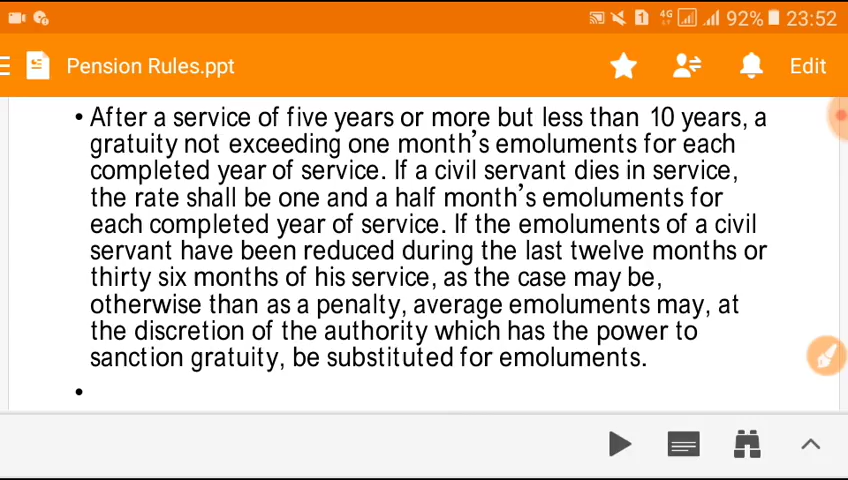 1 4G 92% 23:52
Pension Rules.ppt Edit
• After a service of five years or more but less than 10 years, a
gratuity not exceeding one month's emoluments for each
completed year of service. If a civil servant dies in service,
the rate shall be one and a half month's emoluments for
each completed year of service. If the emoluments of a civil
servant have been reduced during the last twelve months or
thirty six months of his service, as the case may be,
otherwise than as a penalty, average emoluments may, at
the discretion of the authority which has the power to
sanction gratuity, be substituted for emoluments.
•